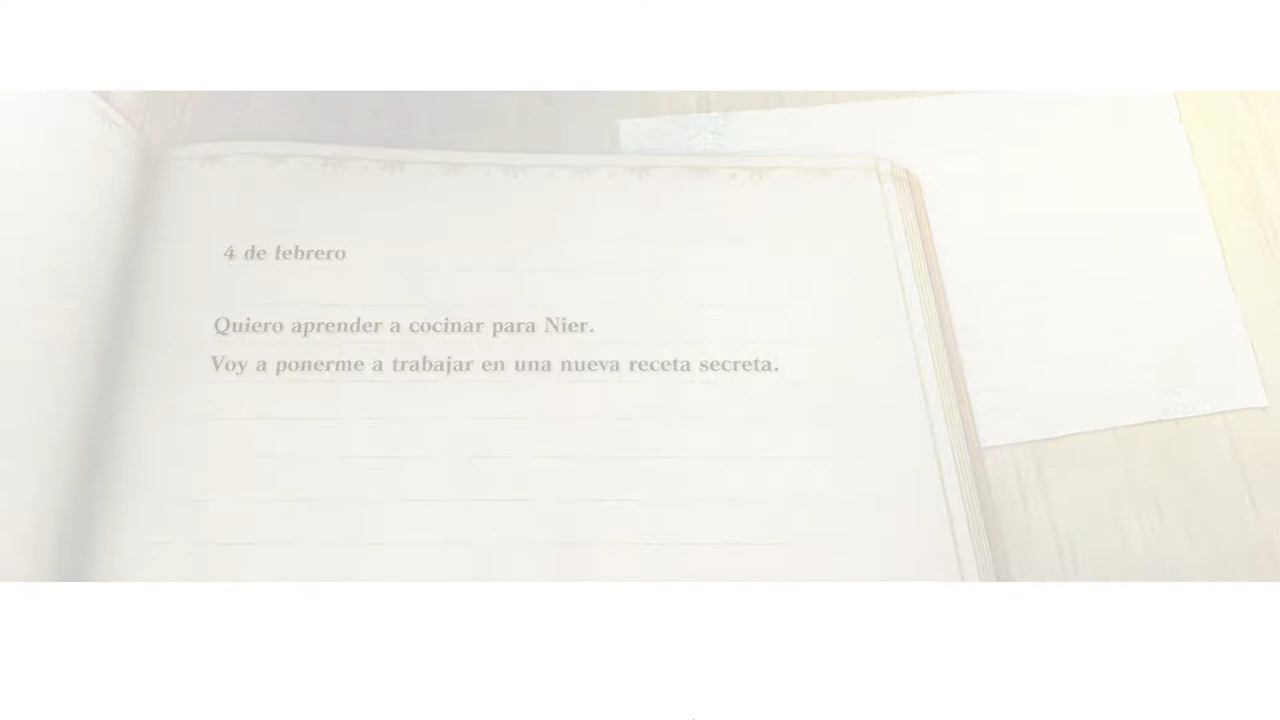 4 de febrero
Quiero aprender a cocinar para Nier.
Voy a ponerme a trabajar en una nueva receta secreta.